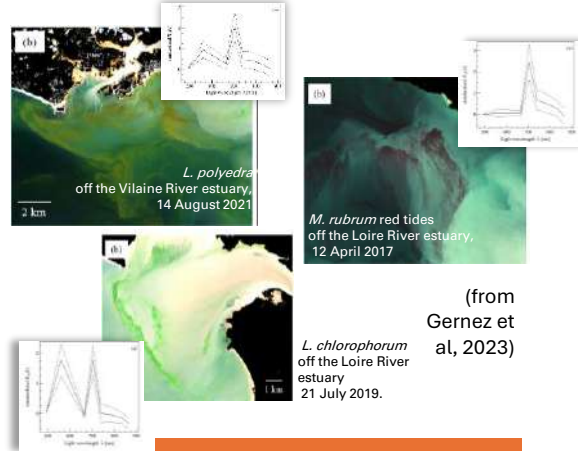 (b)
L. polyedra
off the Vilaine River estuary,
14 August 2021
2 km
(b)
M. rubrum red tides
off the Loire River estuary,
12 April 2017
(b)
L. chlorophorum
off the Loire River
estuary
21 July 2019.
1 km
(from
Gernez et
al, 2023)